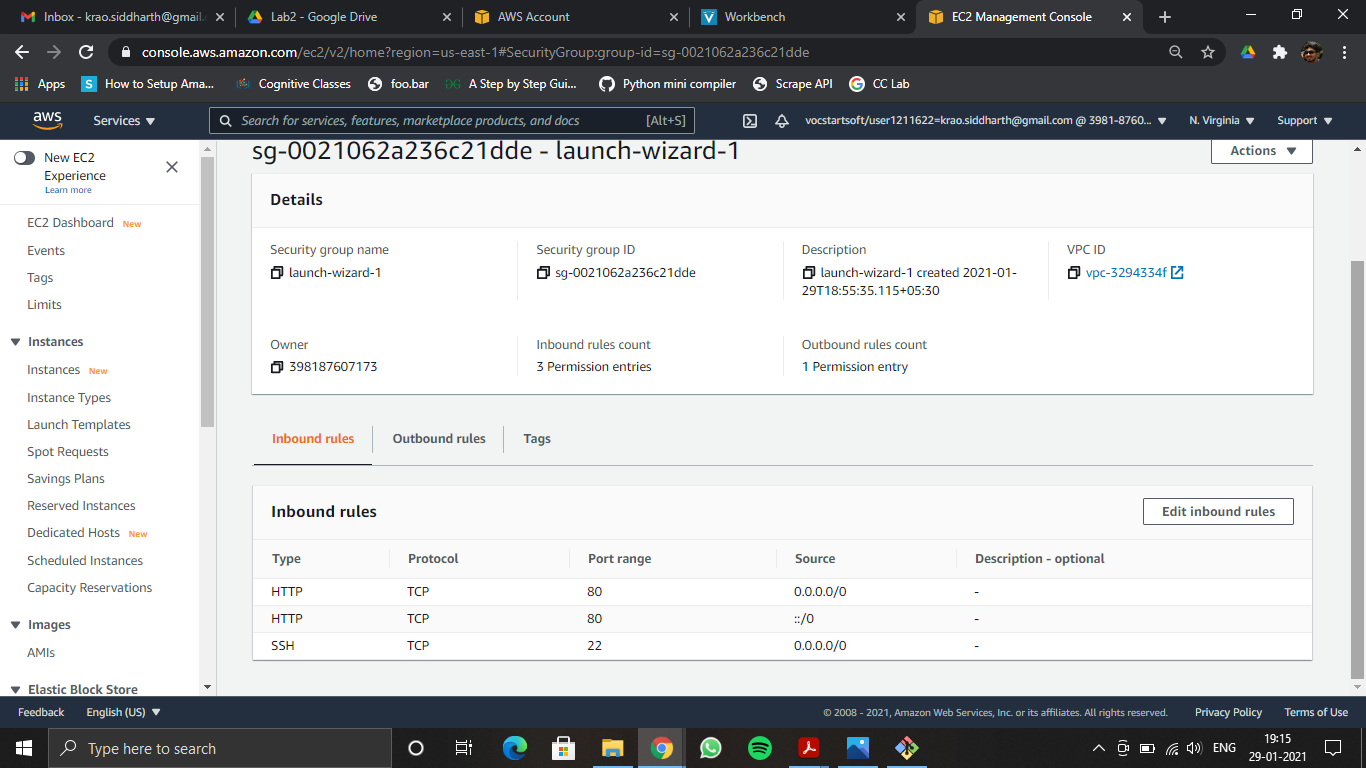 Inbox - krao.siddharth@gmail.c
Lab2 - Google Drive
AWS Account
Workbench
EC2 Management Console
console.aws.amazon.com/ec2/v2/home?region=us-east-1#SecurityGroup:group-id=sg-0021062a236c21dde
Apps
How to Setup Ama...
Cognitive Classes
foo.bar
A Step by Step Gui...
Python mini compiler
Scrape API
CC Lab
aws
Services
Search for services, features, marketplace products, and docs
[Alt+S]
vocstartsoft/user1211622=krao.siddharth@gmail.com @ 3981-8760...
N. Virginia
Support
New EC2
Experience
Learn more
EC2 Dashboard New
Events
Tags
Limits
Instances
Instances New
Instance Types
Launch Templates
Spot Requests
Savings Plans
Reserved Instances
Dedicated Hosts New
Scheduled Instances
Capacity Reservations
Images
AMIs
Elastic Block Store
sg-0021062a236c21dde - launch-wizard-1
Actions
Details
Security group name
launch-wizard-1
Security group ID
sg-0021062a236c21dde
Description
launch-wizard-1 created 2021-01-
29T18:55:35.115+05:30
VPC ID
vpc-3294334f
Owner
398187607173
Inbound rules count
3 Permission entries
Outbound rules count
1 Permission entry
Inbound rules
Outbound rules
Tags
Inbound rules
Edit inbound rules
Type Protocol Port range Source Description - optional
HTTP TCP 80 0.0.0.0/0 -
HTTP TCP 80 ::/0 -
SSH TCP 22 0.0.0.0/0 -
Feedback
English (US)
© 2008 - 2021, Amazon Web Services, Inc. or its affiliates. All rights reserved.
Privacy Policy
Terms of Use
Type here to search
ENG
19:15
29-01-2021